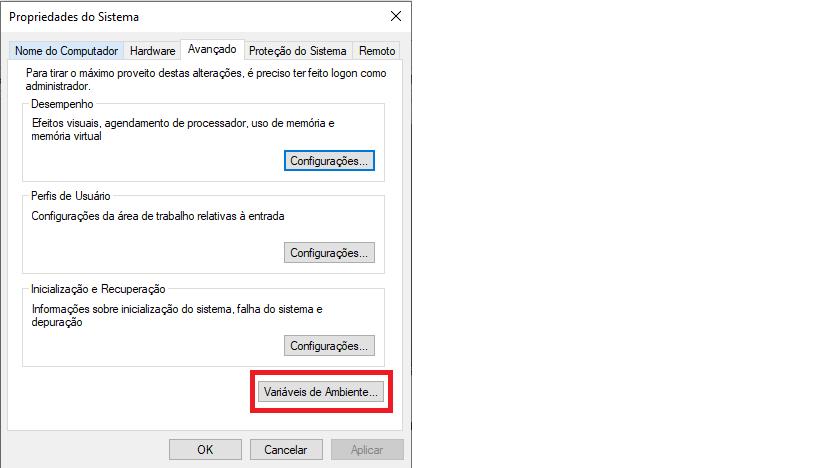 Propriedades do Sistema
Nome do Computador Hardware Avançado Proteção do Sistema Remoto
Para tirar o máximo proveito destas alterações, é preciso ter feito logon como
administrador.
Desempenho
Efeitos visuais, agendamento de processador, uso de memória e
memória virtual
Configurações...
Perfis de Usuário
Configurações da área de trabalho relativas à entrada
Configurações...
Inicialização e Recuperação
Informações sobre inicialização do sistema, falha do sistema e
depuração
Configurações...
Variáveis de Ambiente...
OK Cancelar Aplicar